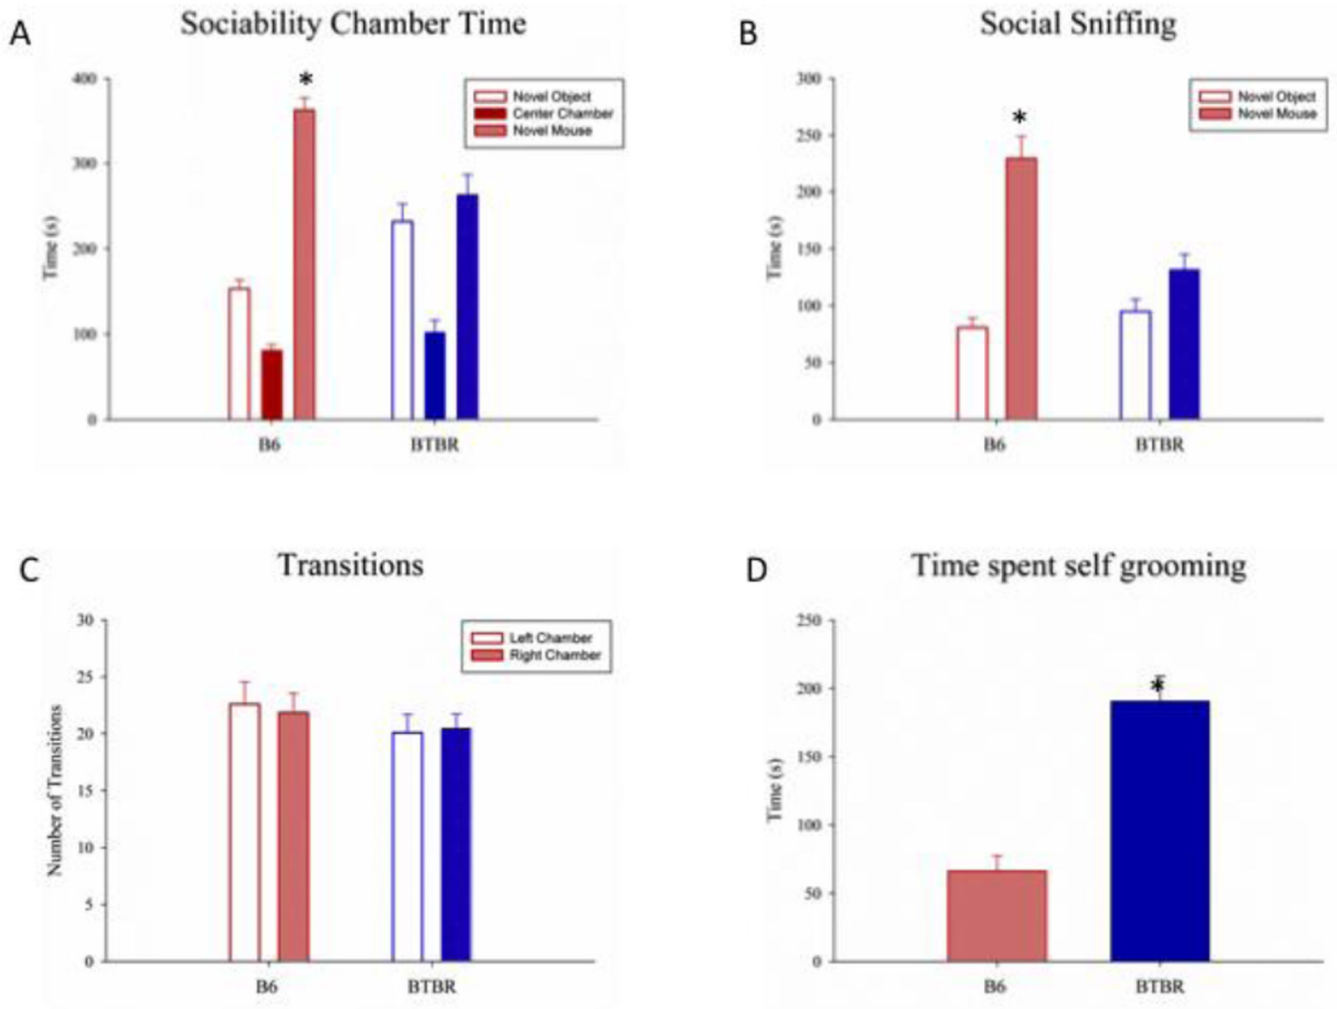 A
Sociability Chamber Time
400
300
200
100
0
Time (s)
*
Novel Object
Center Chamber
Novel Mouse
B6
BTBR
B
Social Sniffing
300
250
200
150
100
50
0
Time (s)
*
Novel Object
Novel Mouse
B6
BTBR
C
Transitions
30
25
20
15
10
5
0
Number of Transitions
Left Chamber
Right Chamber
B6
BTBR
D
Time spent self grooming
250
200
150
100
50
0
Time (s)
*
B6
BTBR